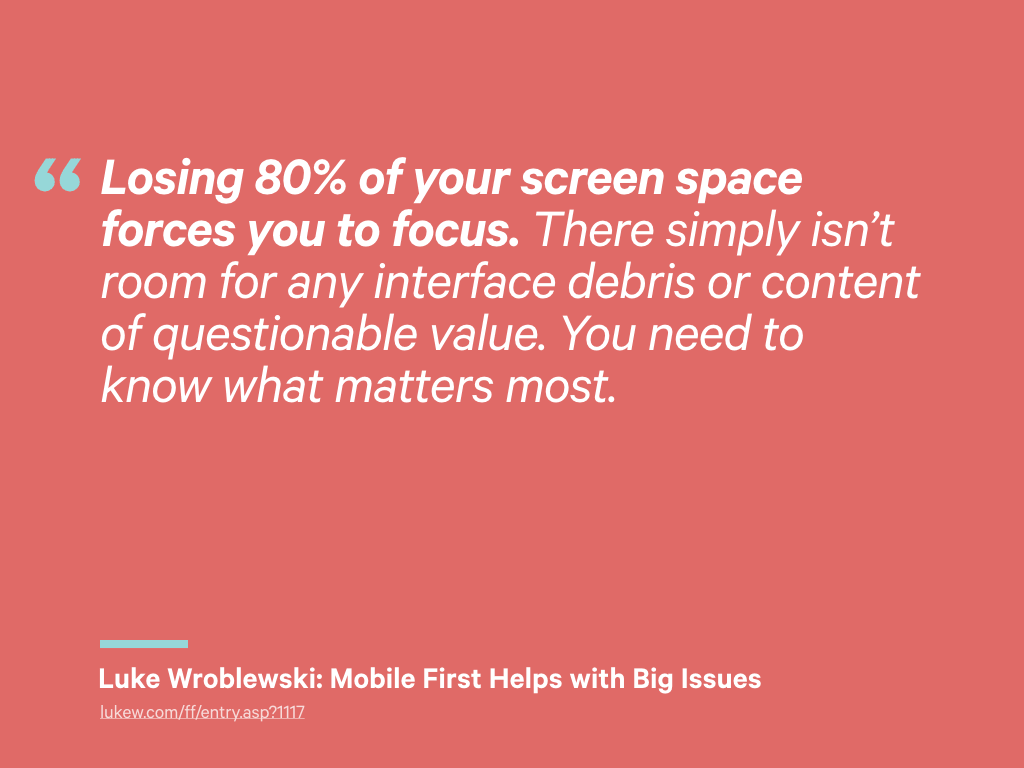 “Losing 80% of your screen space
forces you to focus. There simply isn’t
room for any interface debris or content
of questionable value. You need to
know what matters most.
Luke Wroblewski: Mobile First Helps with Big Issues
lukew.com/ff/entry.asp?1117